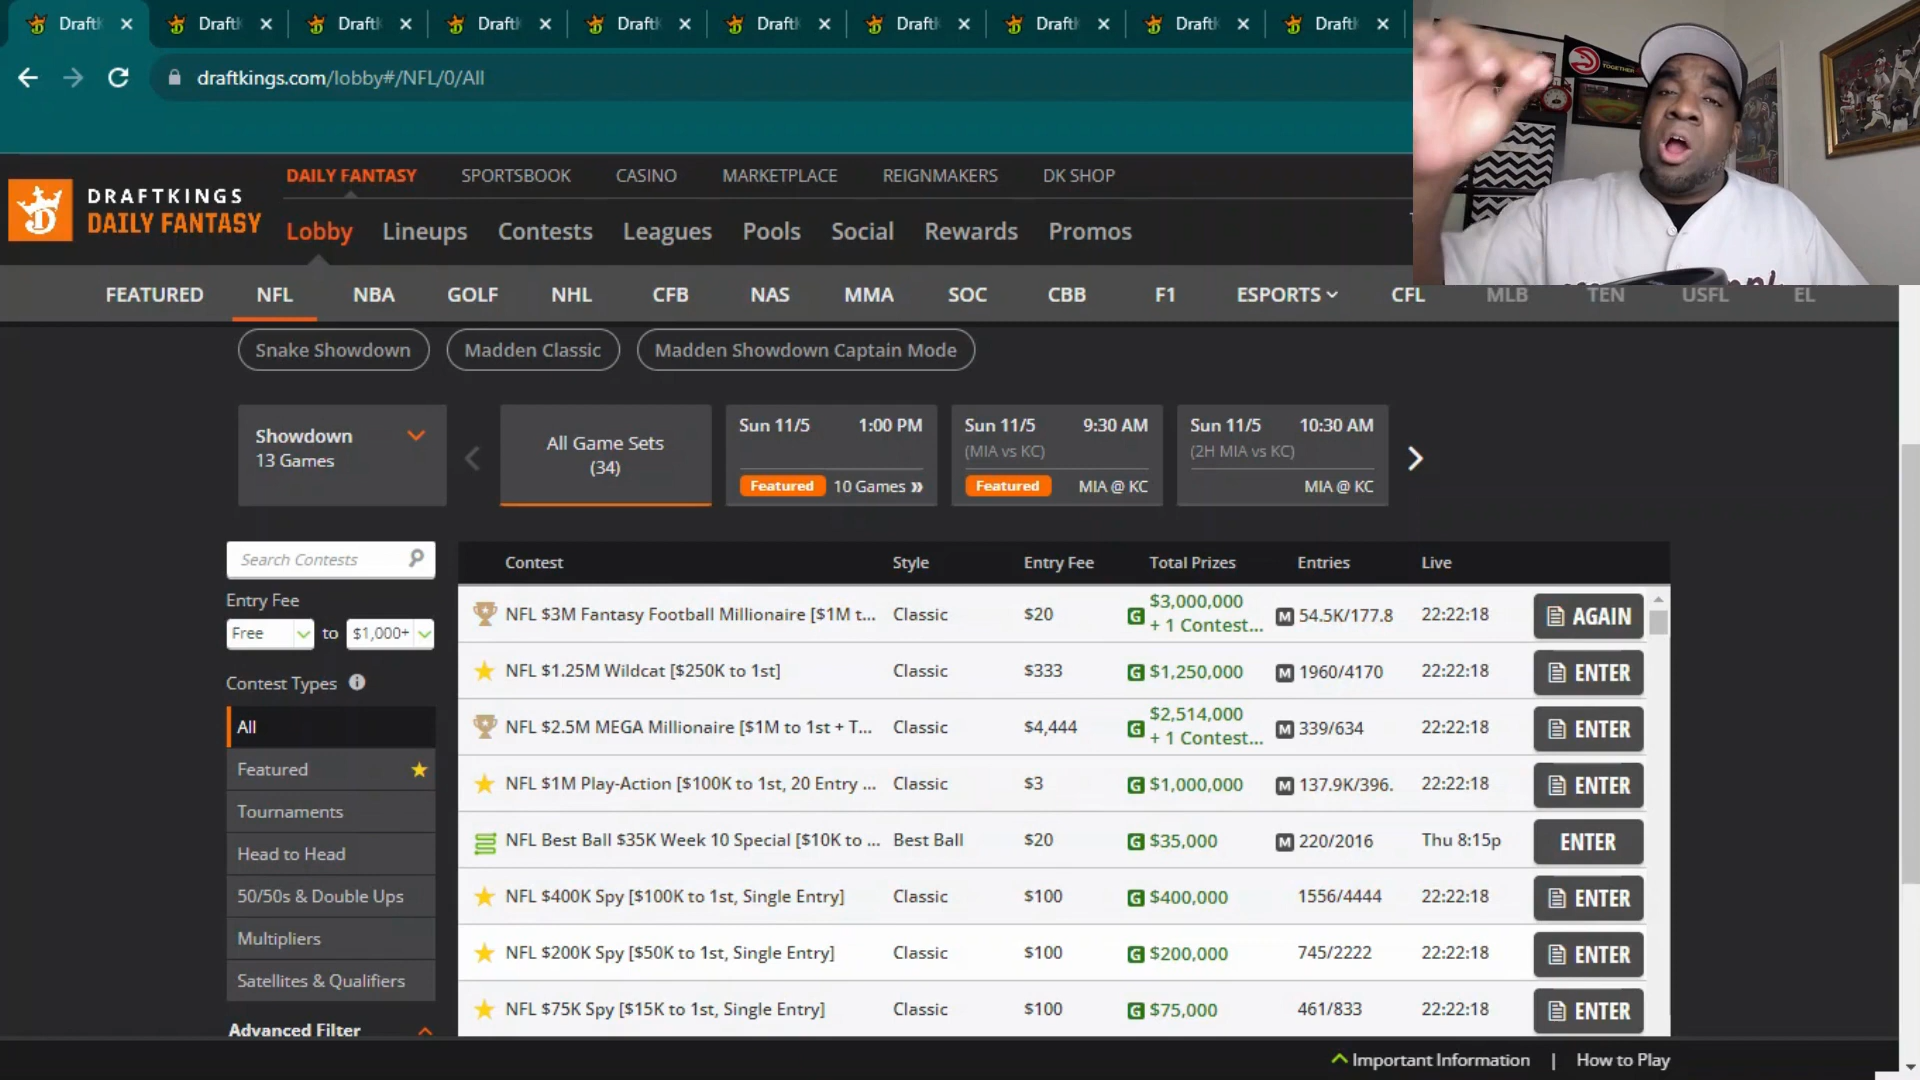 Draft
Draft
Draft
Draft
Draft
Draft
Draft
Draft
Draft
Draft
draftkings.com/lobby#/NFL/0/All
DRAFTKINGS
DAILY FANTASY
DAILY FANTASY SPORTSBOOK CASINO MARKETPLACE REIGNMAKERS DK SHOP
Lobby Lineups Contests Leagues Pools Social Rewards Promos
FEATURED NFL NBA GOLF NHL CFB NAS MMA SOC CBB F1 ESPORTS CFL MLB TEN USFL EL
Snake Showdown Madden Classic Madden Showdown Captain Mode
Showdown
13 Games
All Game Sets
(34)
Sun 11/5 1:00 PM
Featured 10 Games »
Sun 11/5 9:30 AM
(MIA vs KC)
Featured MIA @ KC
Sun 11/5 10:30 AM
(2H MIA vs KC)
MIA @ KC
Search Contests
Entry Fee
Free to $1,000+
Contest Types
All
Featured
Tournaments
Head to Head
50/50s & Double Ups
Multipliers
Satellites & Qualifiers
Advanced Filter
Contest Style Entry Fee Total Prizes Entries Live
NFL $3M Fantasy Football Millionaire [$1M t... Classic $20 G $3,000,000 + 1 Contest... M 54.5K/177.8 22:22:18 AGAIN
NFL $1.25M Wildcat [$250K to 1st] Classic $333 G $1,250,000 M 1960/4170 22:22:18 ENTER
NFL $2.5M MEGA Millionaire [$1M to 1st + T... Classic $4,444 G $2,514,000 + 1 Contest... M 339/634 22:22:18 ENTER
NFL $1M Play-Action [$100K to 1st, 20 Entry ... Classic $3 G $1,000,000 M 137.9K/396. 22:22:18 ENTER
NFL Best Ball $35K Week 10 Special [$10K to ... Best Ball $20 G $35,000 M 220/2016 Thu 8:15p ENTER
NFL $400K Spy [$100K to 1st, Single Entry] Classic $100 G $400,000 1556/4444 22:22:18 ENTER
NFL $200K Spy [$50K to 1st, Single Entry] Classic $100 G $200,000 745/2222 22:22:18 ENTER
NFL $75K Spy [$15K to 1st, Single Entry] Classic $100 G $75,000 461/833 22:22:18 ENTER
Important Information | How to Play